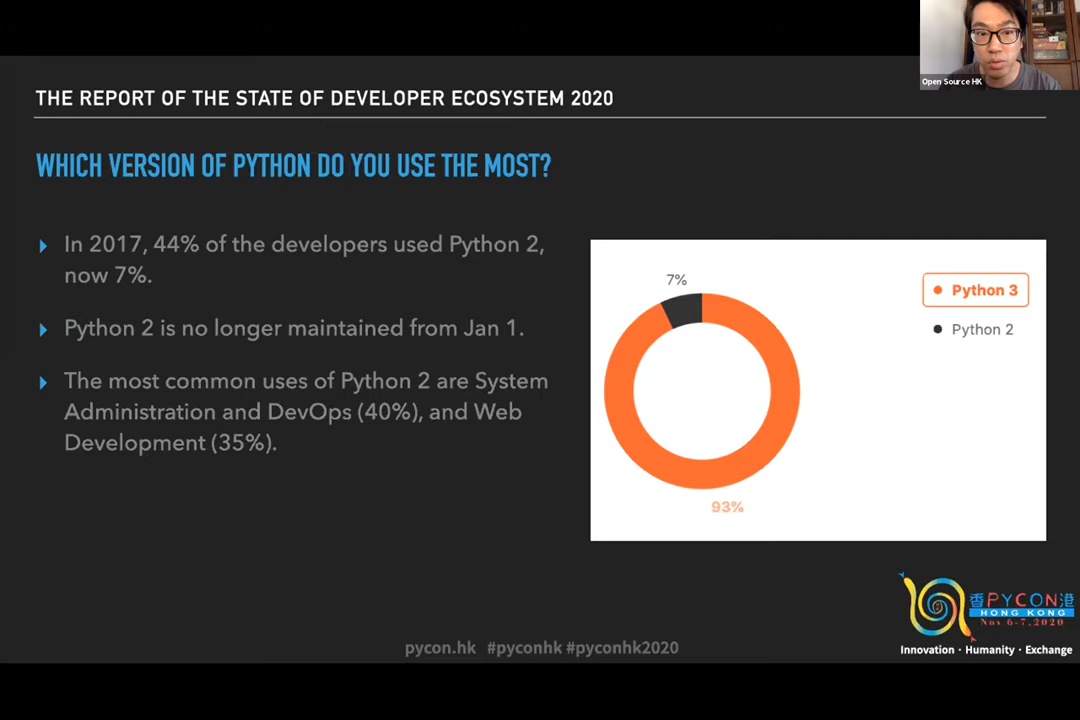 Open Source HK
THE REPORT OF THE STATE OF DEVELOPER ECOSYSTEM 2020
WHICH VERSION OF PYTHON DO YOU USE THE MOST?
In 2017, 44% of the developers used Python 2,
now 7%.
Python 2 is no longer maintained from Jan 1.
The most common uses of Python 2 are System
Administration and DevOps (40%), and Web
Development (35%).
7%
Python 3
Python 2
93%
香PYCON港
HONG KONG
Nov 6-7, 2020
Innovation · Humanity · Exchange
pycon.hk #pyconhk #pyconhk2020